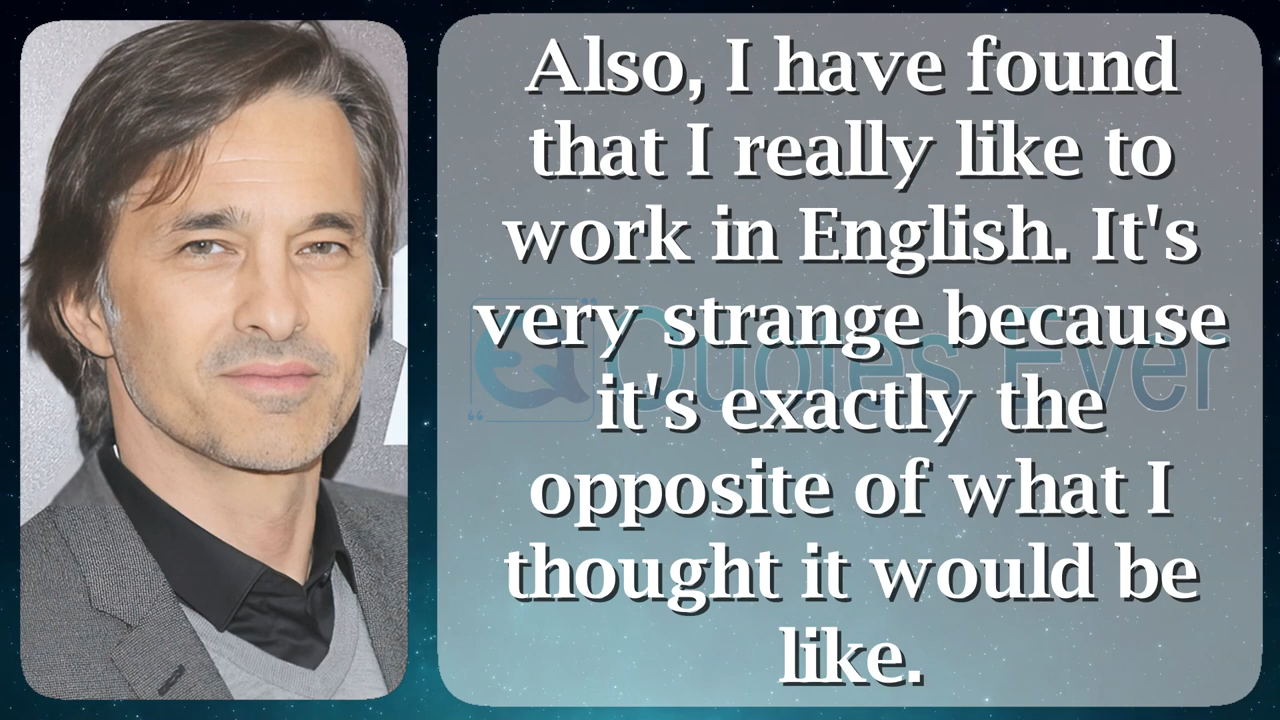 Also, I have found
that I really like to
work in English. It's
very strange because
it's exactly the
opposite of what I
thought it would be
like.
Quotes Ever